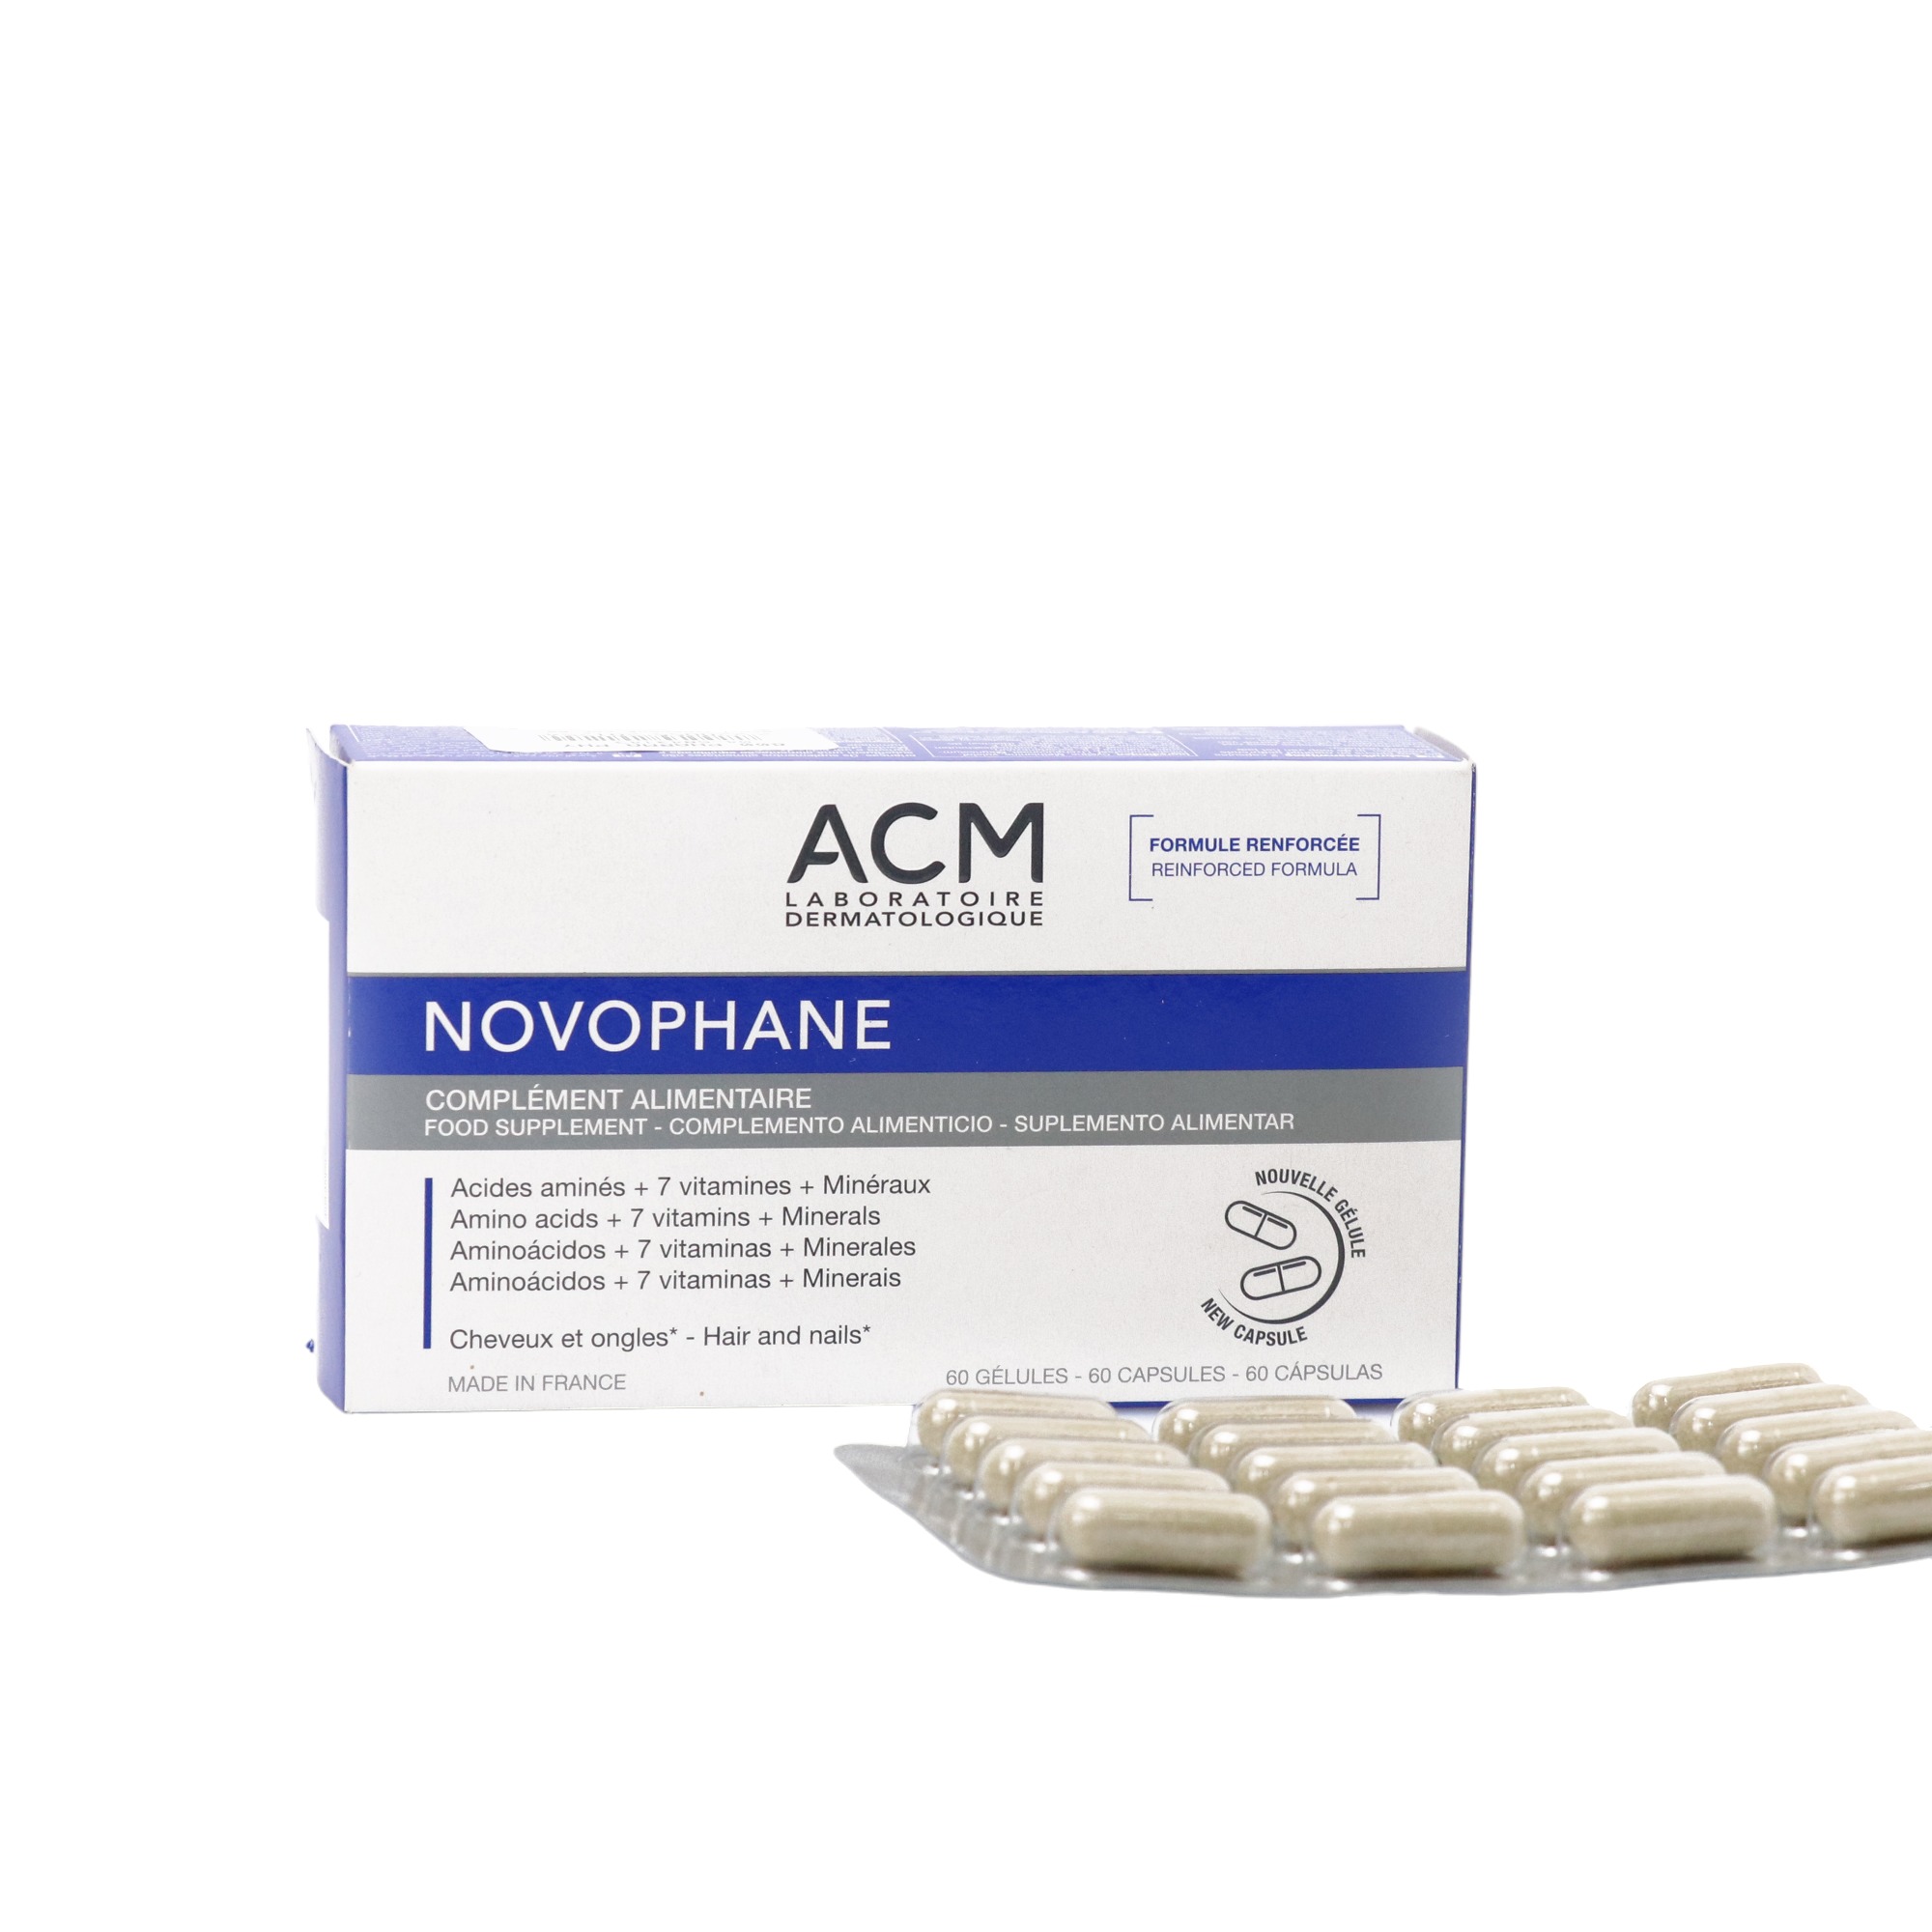 ACM
LABORATOIRE
DERMATOLOGIQUE
FORMULE RENFORCÉE
REINFORCED FORMULA
NOVOPHANE
COMPLÉMENT ALIMENTAIRE
FOOD SUPPLEMENT - COMPLEMENTO ALIMENTICIO - SUPLEMENTO ALIMENTAR
Acides aminés + 7 vitamines + Minéraux
Amino acids + 7 vitamins + Minerals
Aminoácidos + 7 vitaminas + Minerales
Aminoácidos + 7 vitaminas + Minerais
Cheveux et ongles* - Hair and nails*
NOUVELLE GÉLULE
NEW CAPSULE
MADE IN FRANCE
60 GÉLULES - 60 CAPSULES - 60 CÁPSULAS